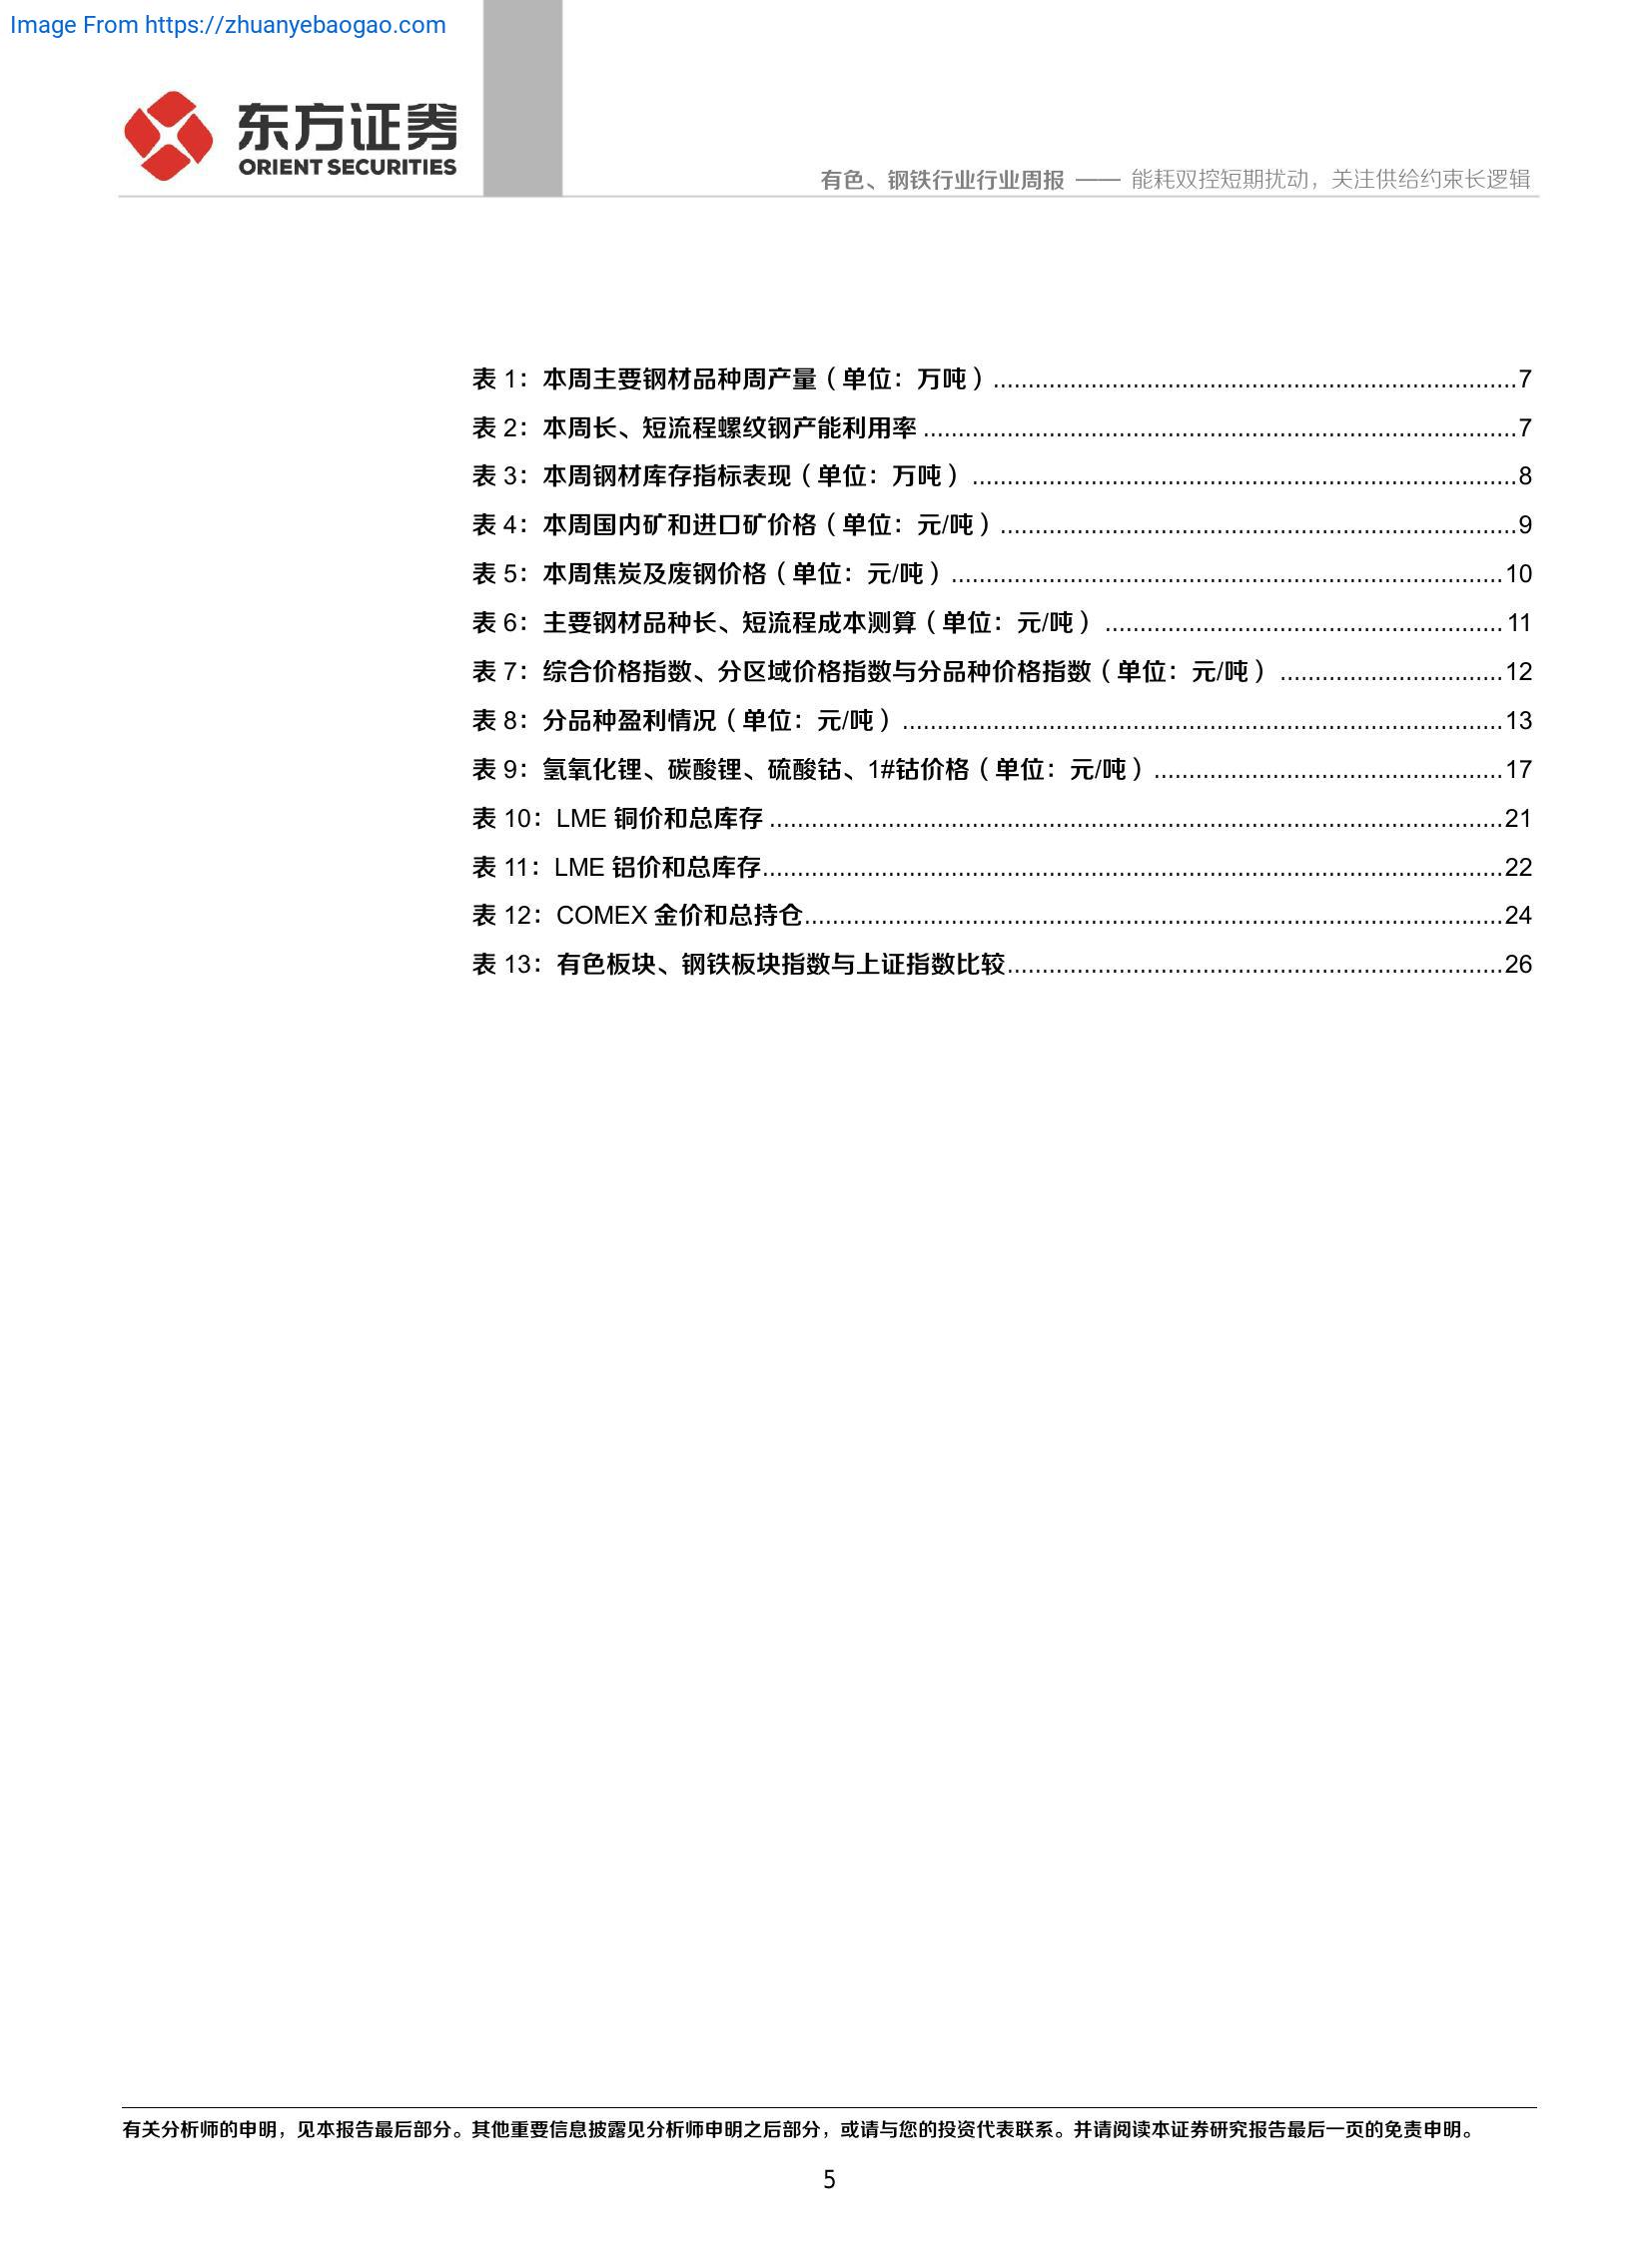 Image From https://zhuanyebaogao.com
东方证券
ORIENT SECURITIES
有色、钢铁行业行业周报 —— 能耗双控短期扰动，关注供给约束长逻辑
表 1：本周主要钢材品种周产量（单位：万吨）...........................................................................7
表 2：本周长、短流程螺纹钢产能利用率 .....................................................................................7
表 3：本周钢材库存指标表现（单位：万吨）..............................................................................8
表 4：本周国内矿和进口矿价格（单位：元/吨）..........................................................................9
表 5：本周焦炭及废钢价格（单位：元/吨）...............................................................................10
表 6：主要钢材品种长、短流程成本测算（单位：元/吨）.........................................................11
表 7：综合价格指数、分区域价格指数与分品种价格指数（单位：元/吨）................................12
表 8：分品种盈利情况（单位：元/吨）......................................................................................13
表 9：氢氧化锂、碳酸锂、硫酸钴、1#钴价格（单位：元/吨）..................................................17
表 10：LME 铜价和总库存 .........................................................................................................21
表 11：LME 铝价和总库存..........................................................................................................22
表 12：COMEX 金价和总持仓....................................................................................................24
表 13：有色板块、钢铁板块指数与上证指数比较.......................................................................26
有关分析师的申明，见本报告最后部分。其他重要信息披露见分析师申明之后部分，或请与您的投资代表联系。并请阅读本证券研究报告最后一页的免责申明。
5